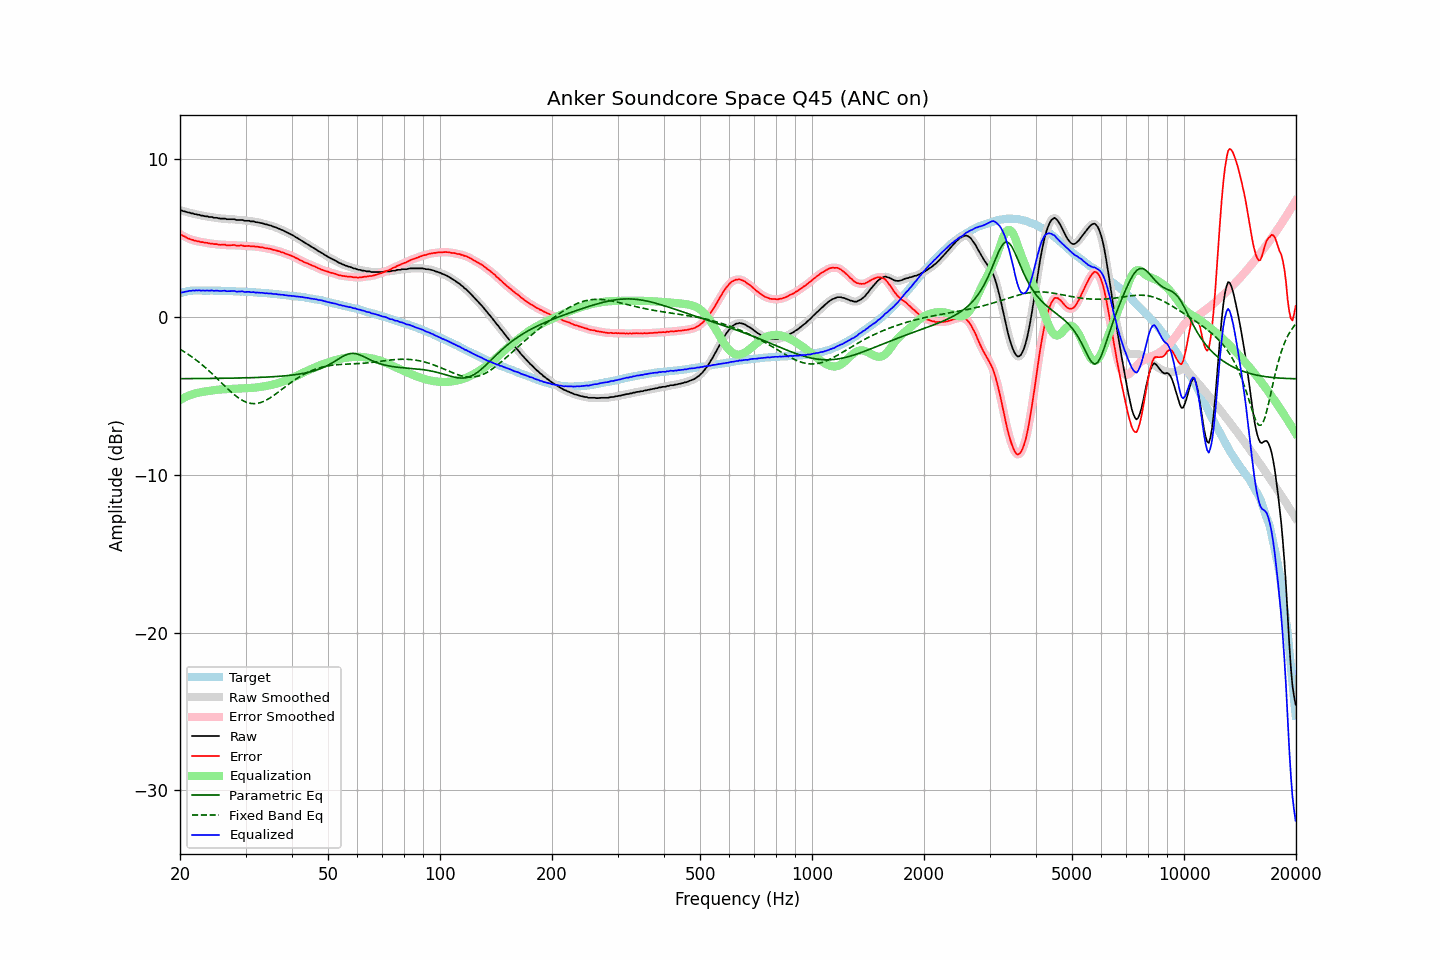 Anker Soundcore Space Q45 (ANC on)
Amplitude (dBr)
10
0
−10
−20
−30
Target
Raw Smoothed
Error Smoothed
Raw
Error
Equalization
Parametric Eq
Fixed Band Eq
Equalized
20 50 100 200 500 1000 2000 5000 10000 20000
Frequency (Hz)